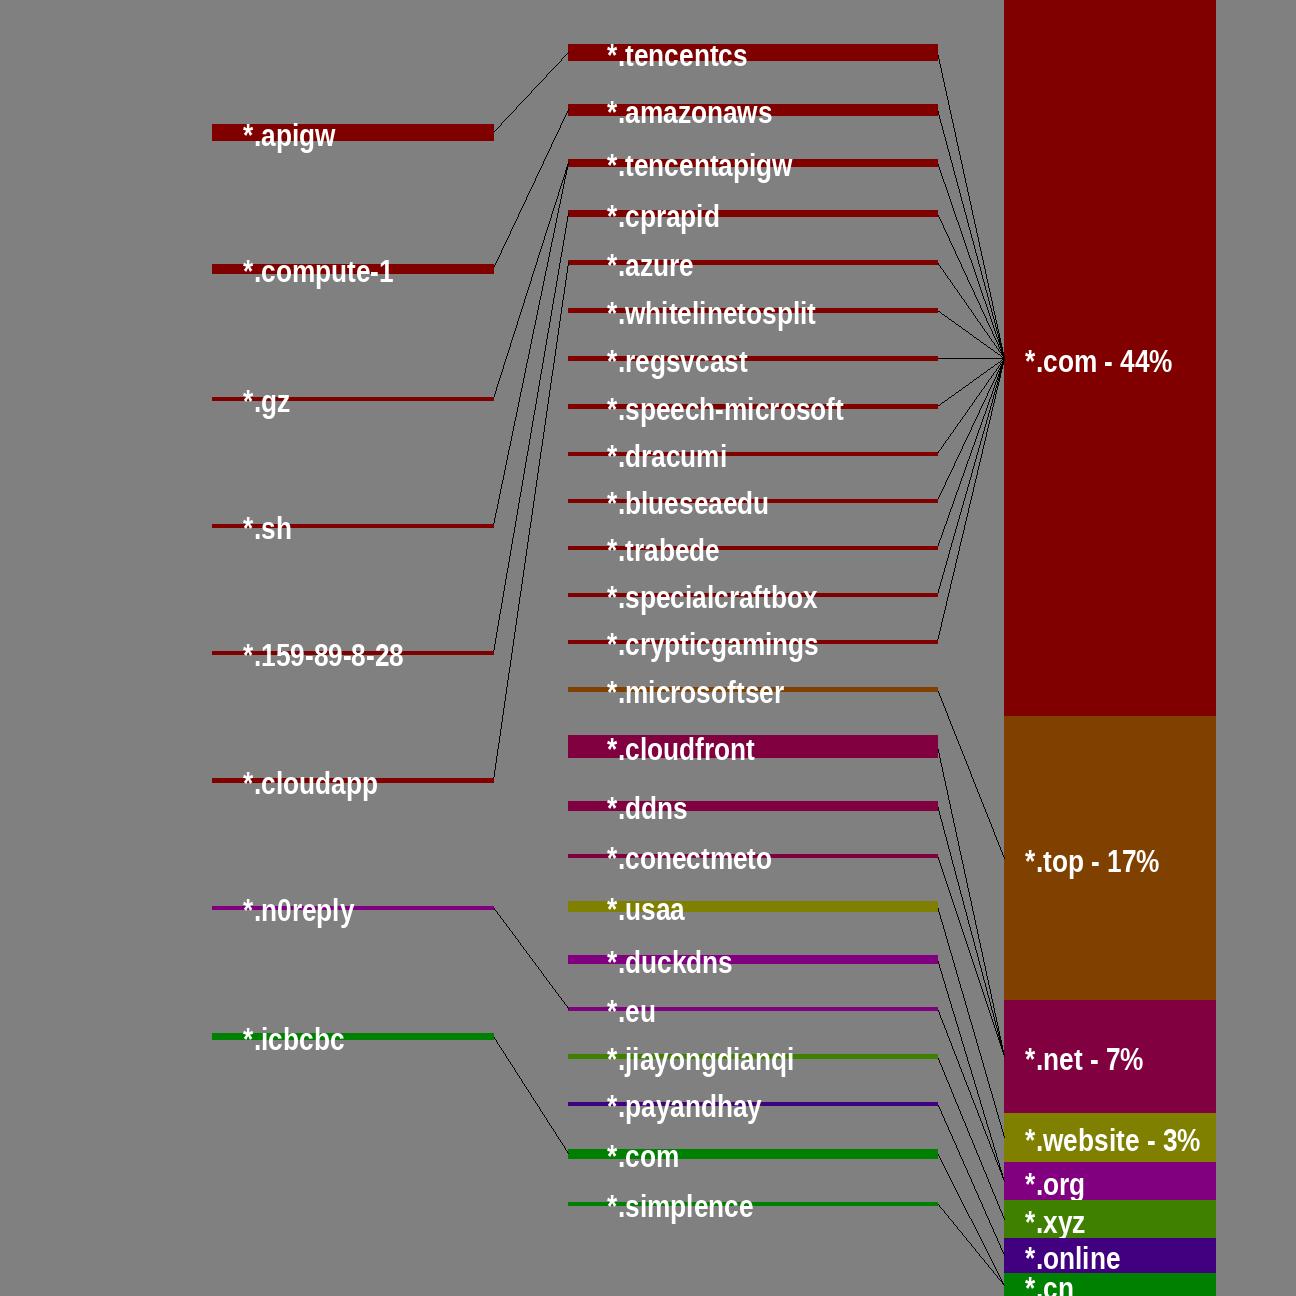 *.apigw
*.compute-1
*.gz
*.sh
*.159-89-8-28
*.cloudapp
*.n0reply
*.icbcbc
*.tencentcs
*.amazonaws
*.tencentapigw
*.cprapid
*.azure
*.whitelinetosplit
*.regsvcast
*.speech-microsoft
*.dracumi
*.blueseaedu
*.trabede
*.specialcraftbox
*.crypticgamings
*.microsoftser
*.cloudfront
*.ddns
*.conectmeto
*.usaa
*.duckdns
*.eu
*.jiayongdianqi
*.payandhay
*.com
*.simplence
*.com - 44%
*.top - 17%
*.net - 7%
*.website - 3%
*.org
*.xyz
*.online
*.cn